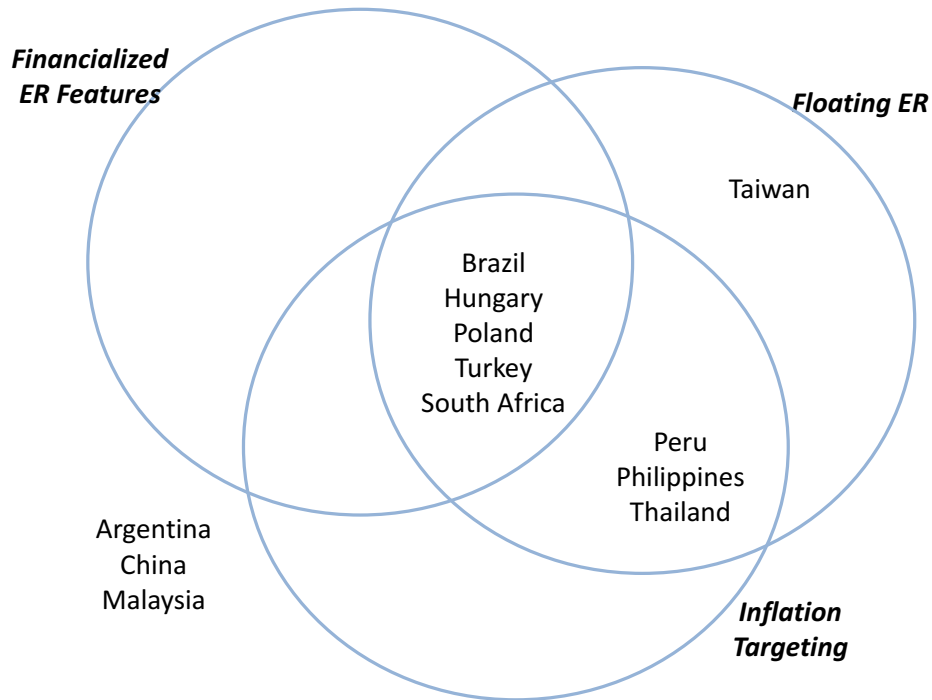 Financialized
ER Features
Floating ER
Taiwan
Brazil
Hungary
Poland
Turkey
South Africa
Peru
Philippines
Thailand
Argentina
China
Malaysia
Inflation
Targeting